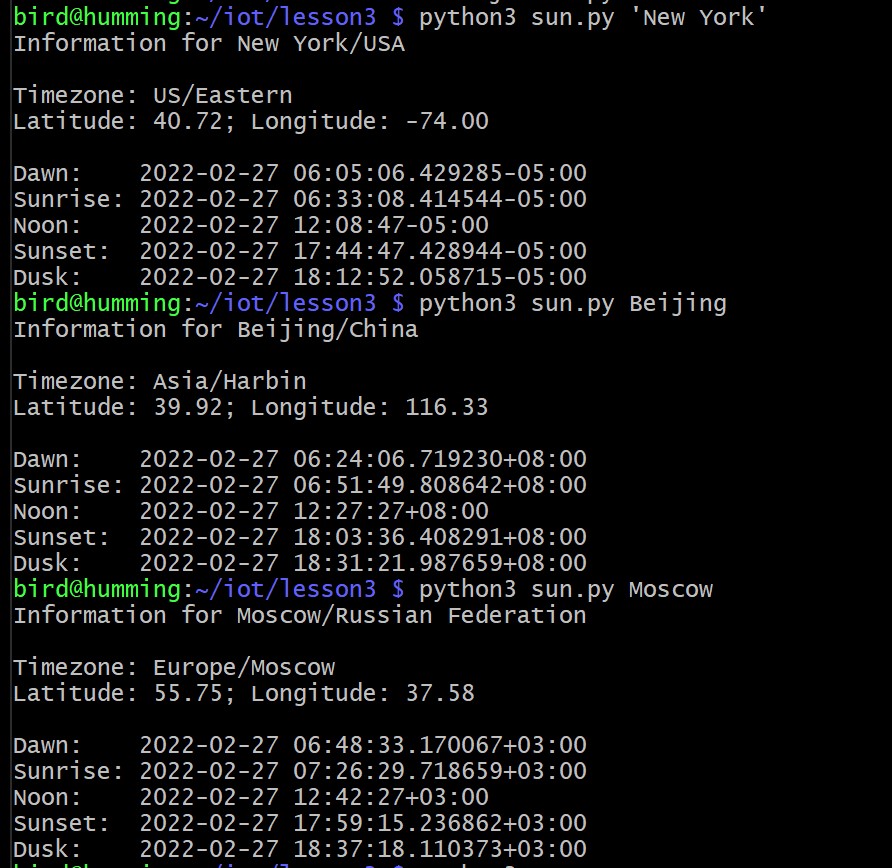 bird@humming:~/iot/lesson3 $ python3 sun.py 'New York'
Information for New York/USA
Timezone: US/Eastern
Latitude: 40.72; Longitude: -74.00
Dawn:    2022-02-27 06:05:06.429285-05:00
Sunrise: 2022-02-27 06:33:08.414544-05:00
Noon:    2022-02-27 12:08:47-05:00
Sunset:  2022-02-27 17:44:47.428944-05:00
Dusk:    2022-02-27 18:12:52.058715-05:00
bird@humming:~/iot/lesson3 $ python3 sun.py Beijing
Information for Beijing/China
Timezone: Asia/Harbin
Latitude: 39.92; Longitude: 116.33
Dawn:    2022-02-27 06:24:06.719230+08:00
Sunrise: 2022-02-27 06:51:49.808642+08:00
Noon:    2022-02-27 12:27:27+08:00
Sunset:  2022-02-27 18:03:36.408291+08:00
Dusk:    2022-02-27 18:31:21.987659+08:00
bird@humming:~/iot/lesson3 $ python3 sun.py Moscow
Information for Moscow/Russian Federation
Timezone: Europe/Moscow
Latitude: 55.75; Longitude: 37.58
Dawn:    2022-02-27 06:48:33.170067+03:00
Sunrise: 2022-02-27 07:26:29.718659+03:00
Noon:    2022-02-27 12:42:27+03:00
Sunset:  2022-02-27 17:59:15.236862+03:00
Dusk:    2022-02-27 18:37:18.110373+03:00